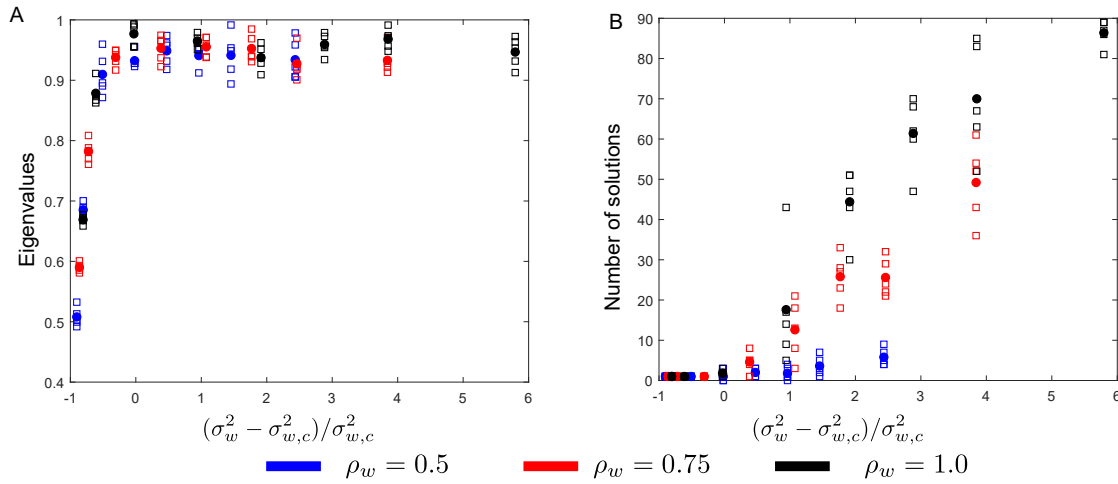 A
1
0.9
0.8
0.7
0.6
0.5
0.4
Eigenvalues
-1 0 1 2 3 4 5 6
(σ²_w − σ²_{w,c})/σ²_{w,c}
B
90
80
70
60
50
40
30
20
10
0
Number of solutions
-1 0 1 2 3 4 5 6
(σ²_w − σ²_{w,c})/σ²_{w,c}
ρ_w = 0.5 ρ_w = 0.75 ρ_w = 1.0